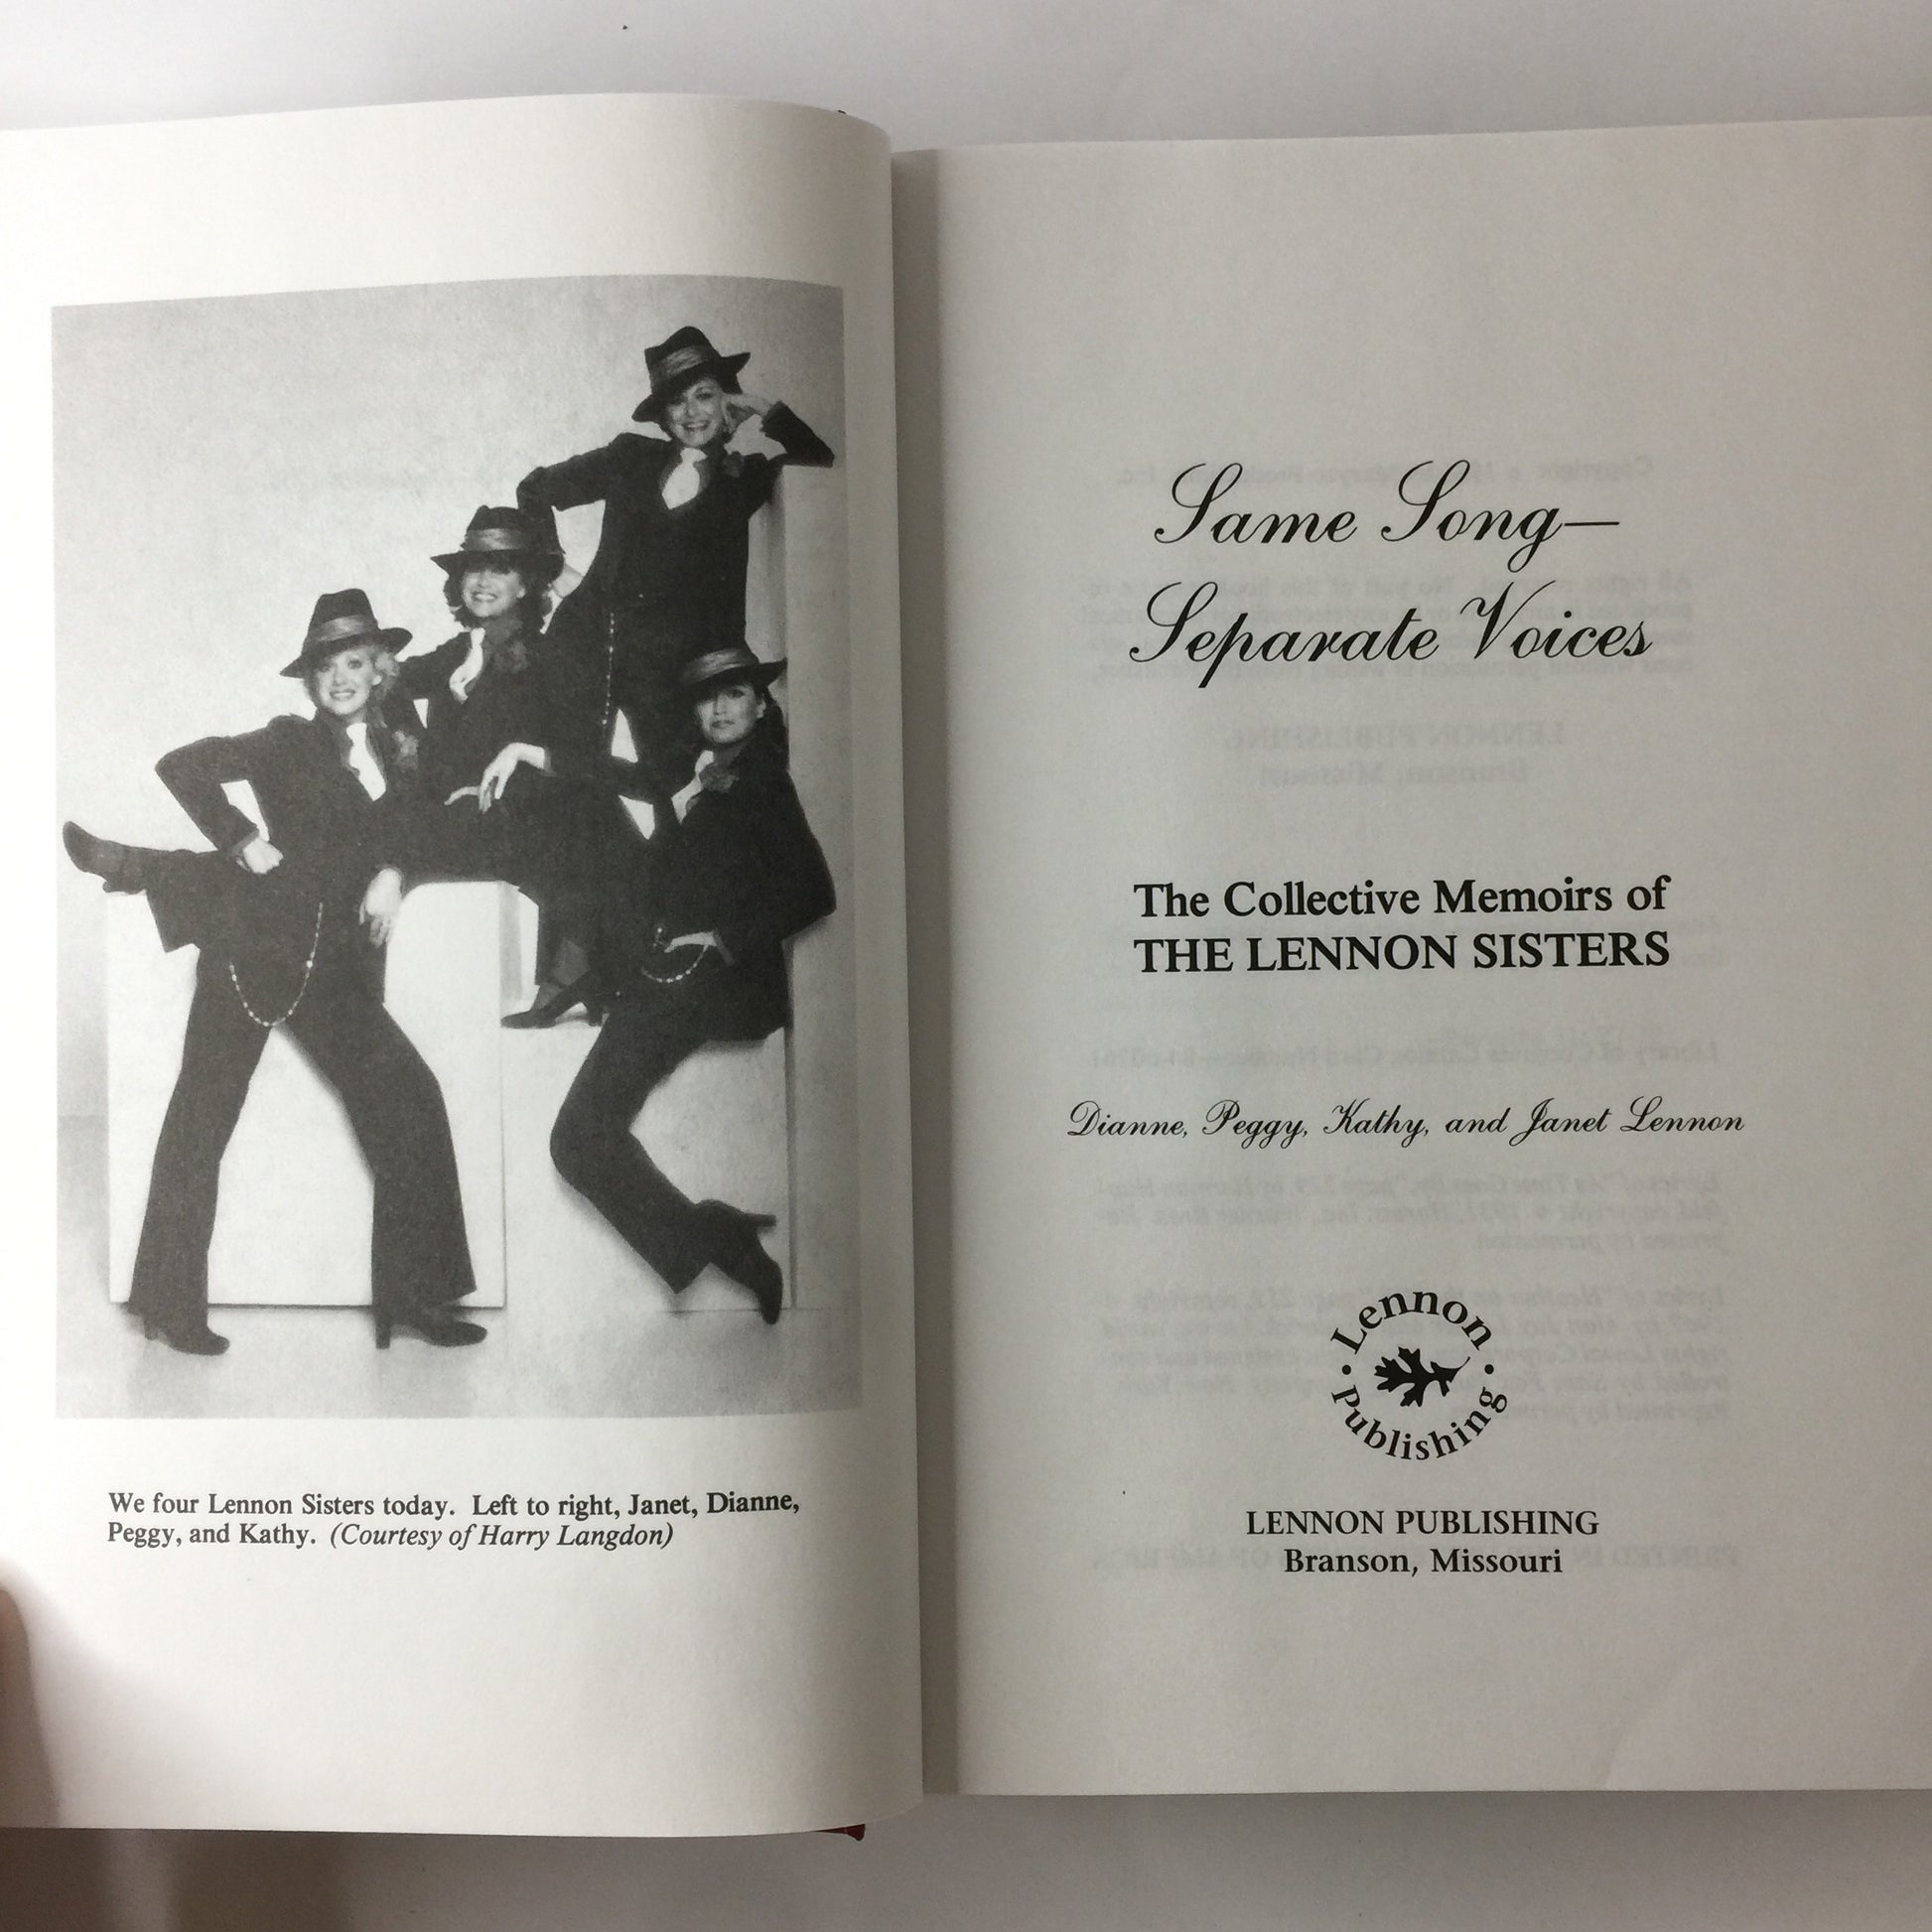 We four Lennon Sisters today. Left to right, Janet, Dianne,
Peggy, and Kathy. (Courtesy of Harry Langdon)
Same Song—
Separate Voices
The Collective Memoirs of
THE LENNON SISTERS
Dianne, Peggy, Kathy, and Janet Lennon
Lennon
Publishing
LENNON PUBLISHING
Branson, Missouri